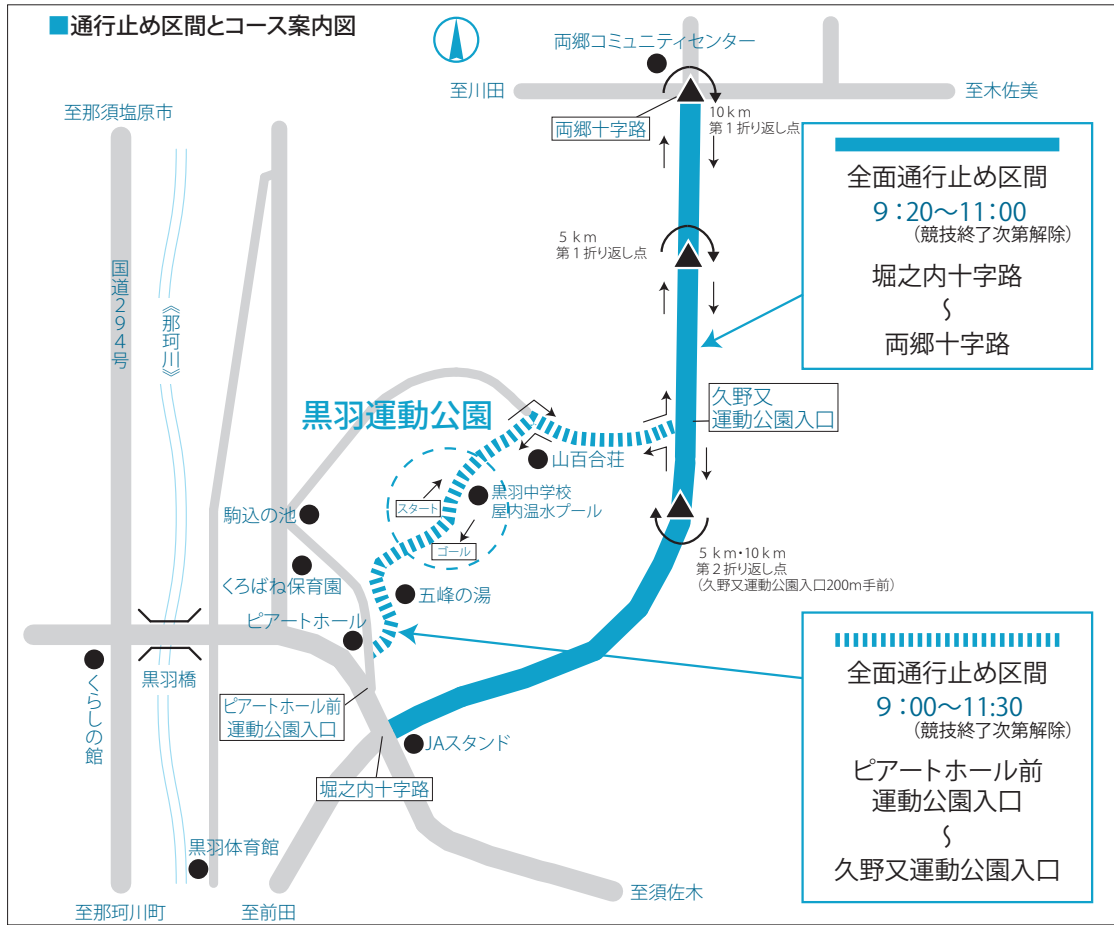 ■通行止め区間とコース案内図
両郷コミュニティセンター
至川田
至木佐美
至那須塩原市
両郷十字路
10km
第1折り返し点
全面通行止め区間
9:20〜11:00
(競技終了次第解除)
堀之内十字路
〜
両郷十字路
5km
第1折り返し点
国道294号
《那珂川》
黒羽運動公園
久野又
運動公園入口
山百合荘
黒羽中学校
屋内温水プール
スタート
ゴール
駒込の池
くろばね保育園
五峰の湯
ピアートホール
5km・10km
第2折り返し点
(久野又運動公園入口200m手前)
全面通行止め区間
9:00〜11:30
(競技終了次第解除)
ピアートホール前
運動公園入口
〜
久野又運動公園入口
くらしの館
黒羽橋
ピアートホール前
運動公園入口
JAスタンド
堀之内十字路
黒羽体育館
至須佐木
至那珂川町
至前田